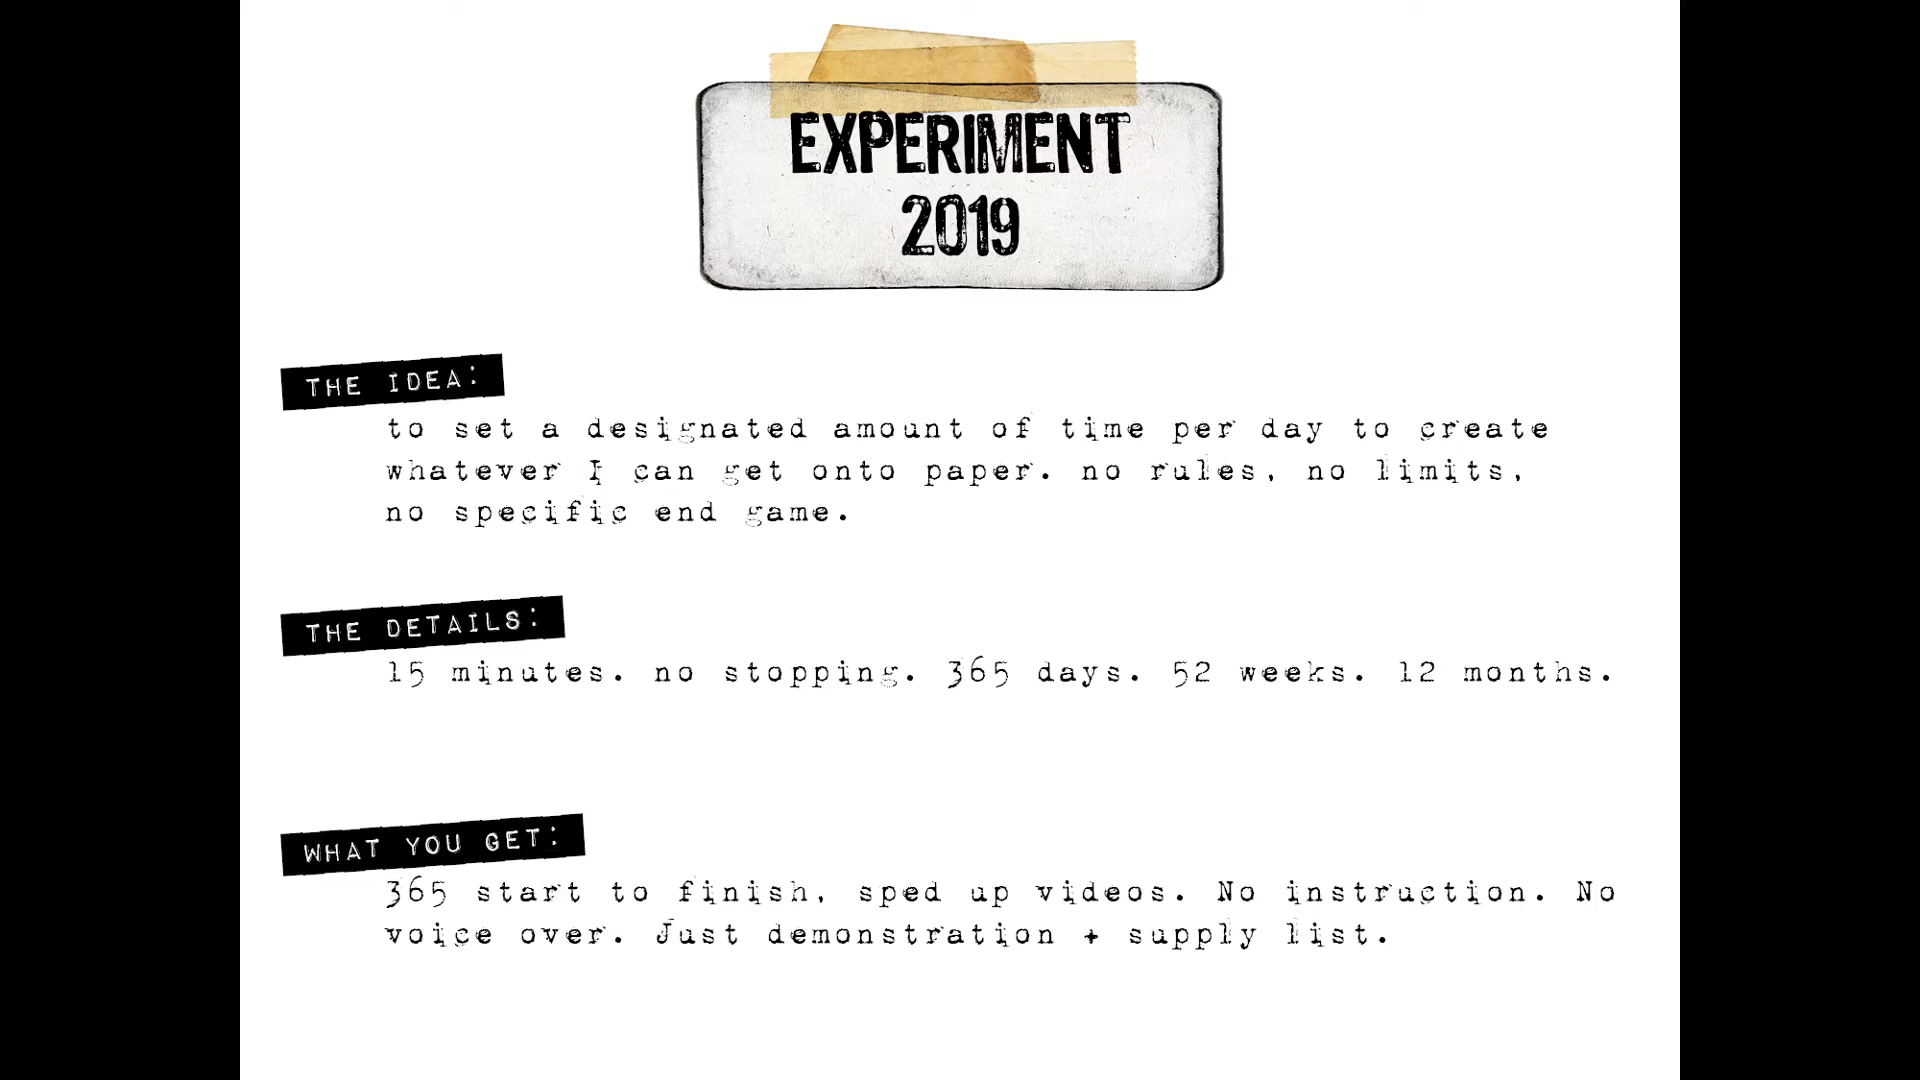 EXPERIMENT
2019
THE IDEA:
to set a designated amount of time per day to create
whatever I can get onto paper. no rules, no limits,
no specific end game.
THE DETAILS:
15 minutes. no stopping. 365 days. 52 weeks. 12 months.
WHAT YOU GET:
365 start to finish, sped up videos. No instruction. No
voice over. Just demonstration + supply list.